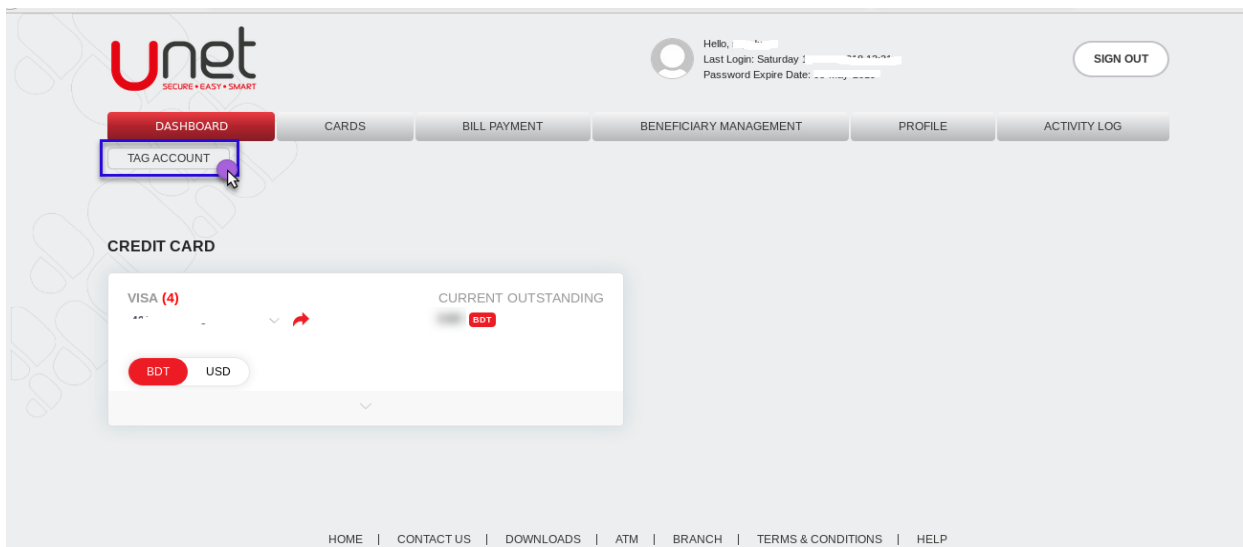 unet
SECURE • EASY • SMART
Hello,
Last Login: Saturday
Password Expire Date:
SIGN OUT
DASHBOARD CARDS BILL PAYMENT BENEFICIARY MANAGEMENT PROFILE ACTIVITY LOG
TAG ACCOUNT
CREDIT CARD
VISA (4) CURRENT OUTSTANDING
BDT
BDT USD
HOME | CONTACT US | DOWNLOADS | ATM | BRANCH | TERMS & CONDITIONS | HELP